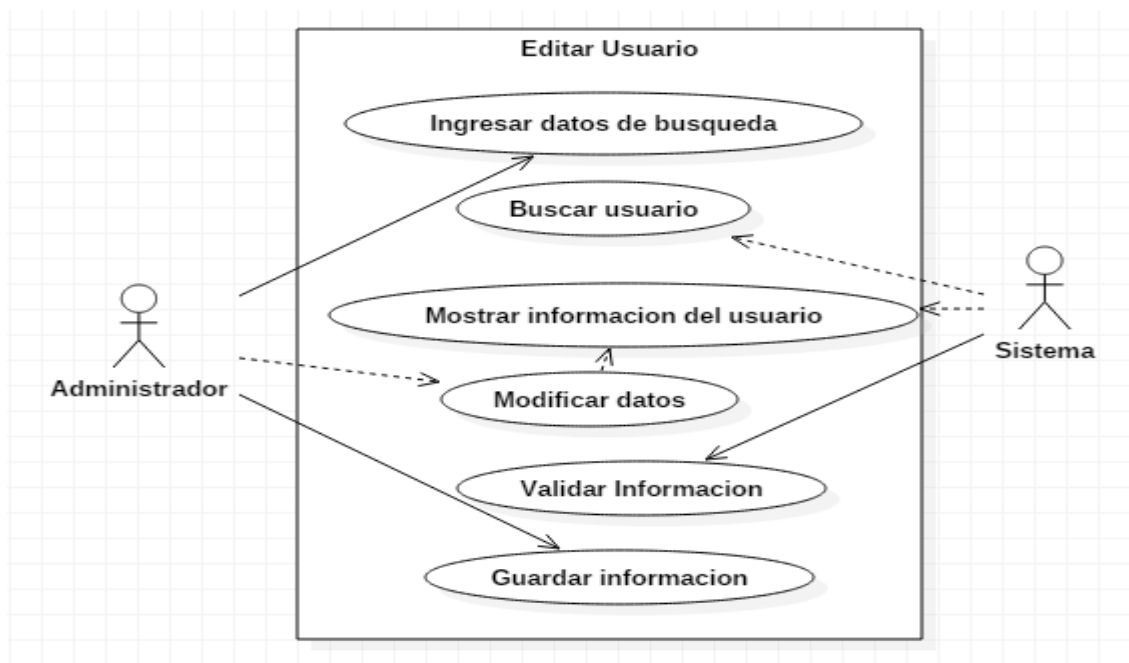 Editar Usuario
Ingresar datos de busqueda
Buscar usuario
Mostrar informacion del usuario
Sistema
Administrador
Modificar datos
Validar Informacion
Guardar informacion